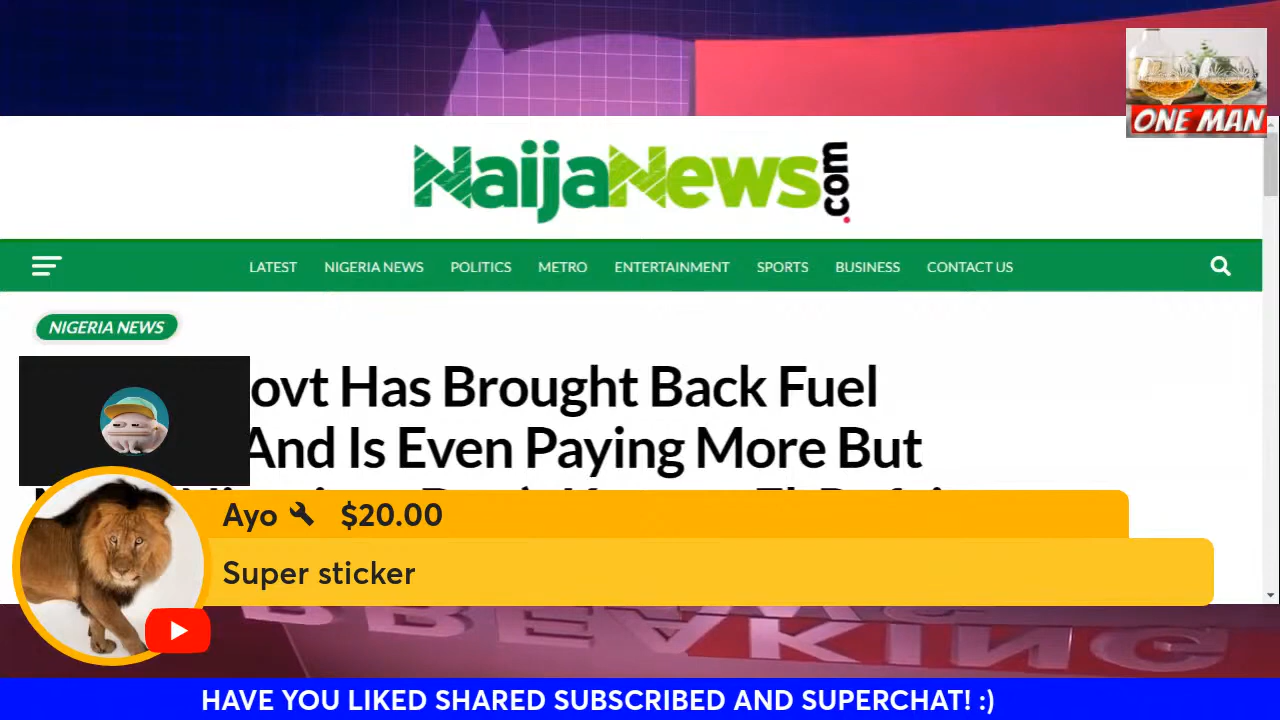 ONE MAN
NaijaNews.com
LATEST NIGERIA NEWS POLITICS METRO ENTERTAINMENT SPORTS BUSINESS CONTACT US
NIGERIA NEWS
ovt Has Brought Back Fuel
And Is Even Paying More But
Ayo $20.00
Super sticker
BREAKING
HAVE YOU LIKED SHARED SUBSCRIBED AND SUPERCHAT! :)